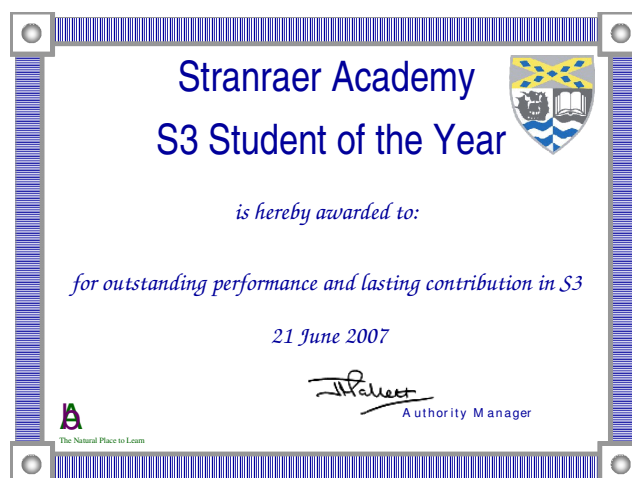 Stranraer Academy
S3 Student of the Year
is hereby awarded to:
for outstanding performance and lasting contribution in S3
21 June 2007
Authority Manager
The Natural Place to Learn